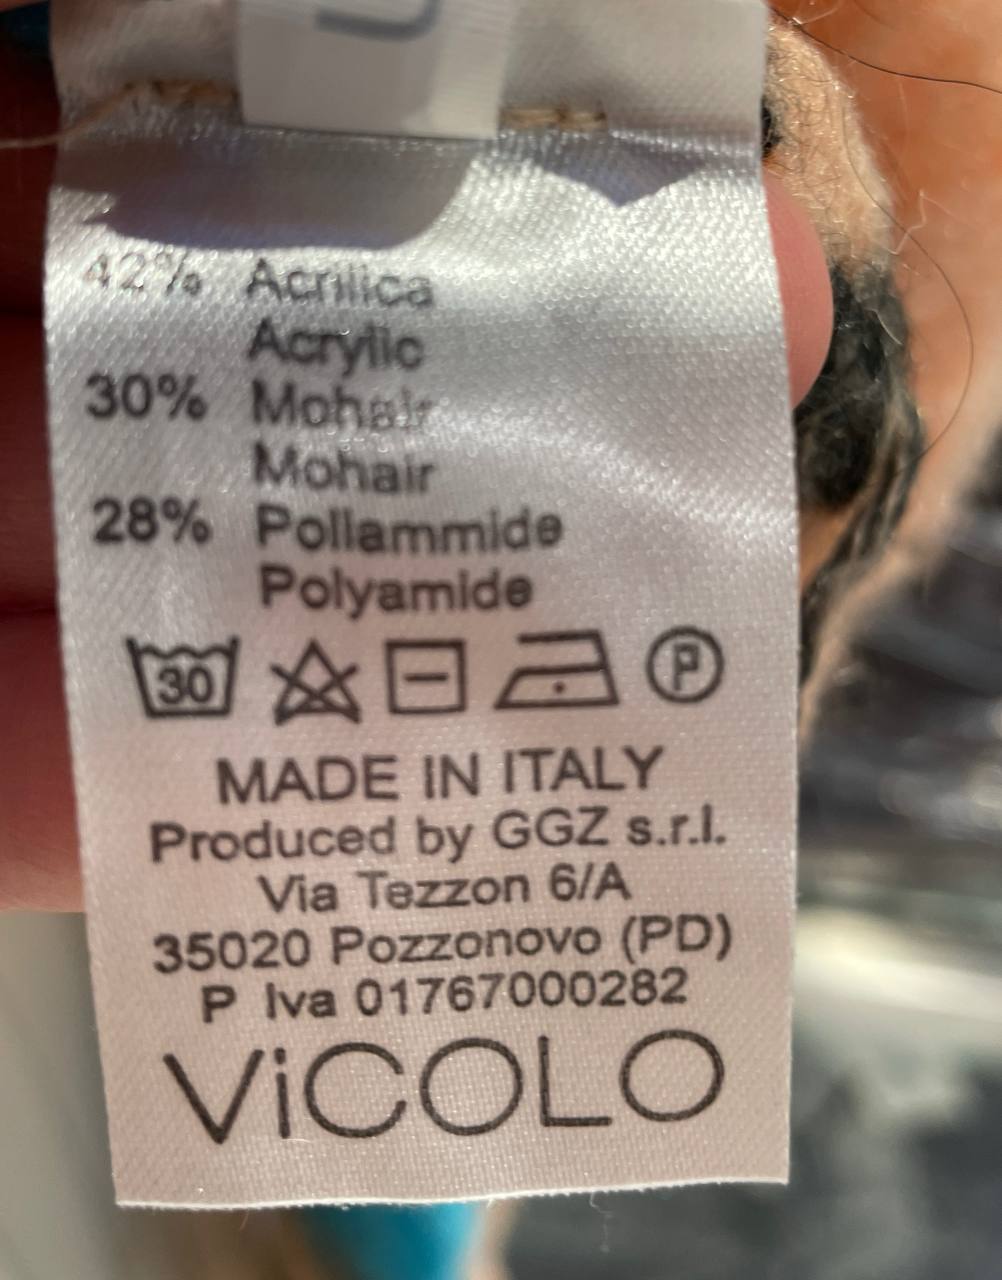 42% Acrilica
Acrylic
30% Mohair
Mohair
28% Poliammide
Polyamide
30 P
MADE IN ITALY
Produced by GGZ s.r.l.
Via Tezzon 6/A
35020 Pozzonovo (PD)
P Iva 01767000282
ViCOLO